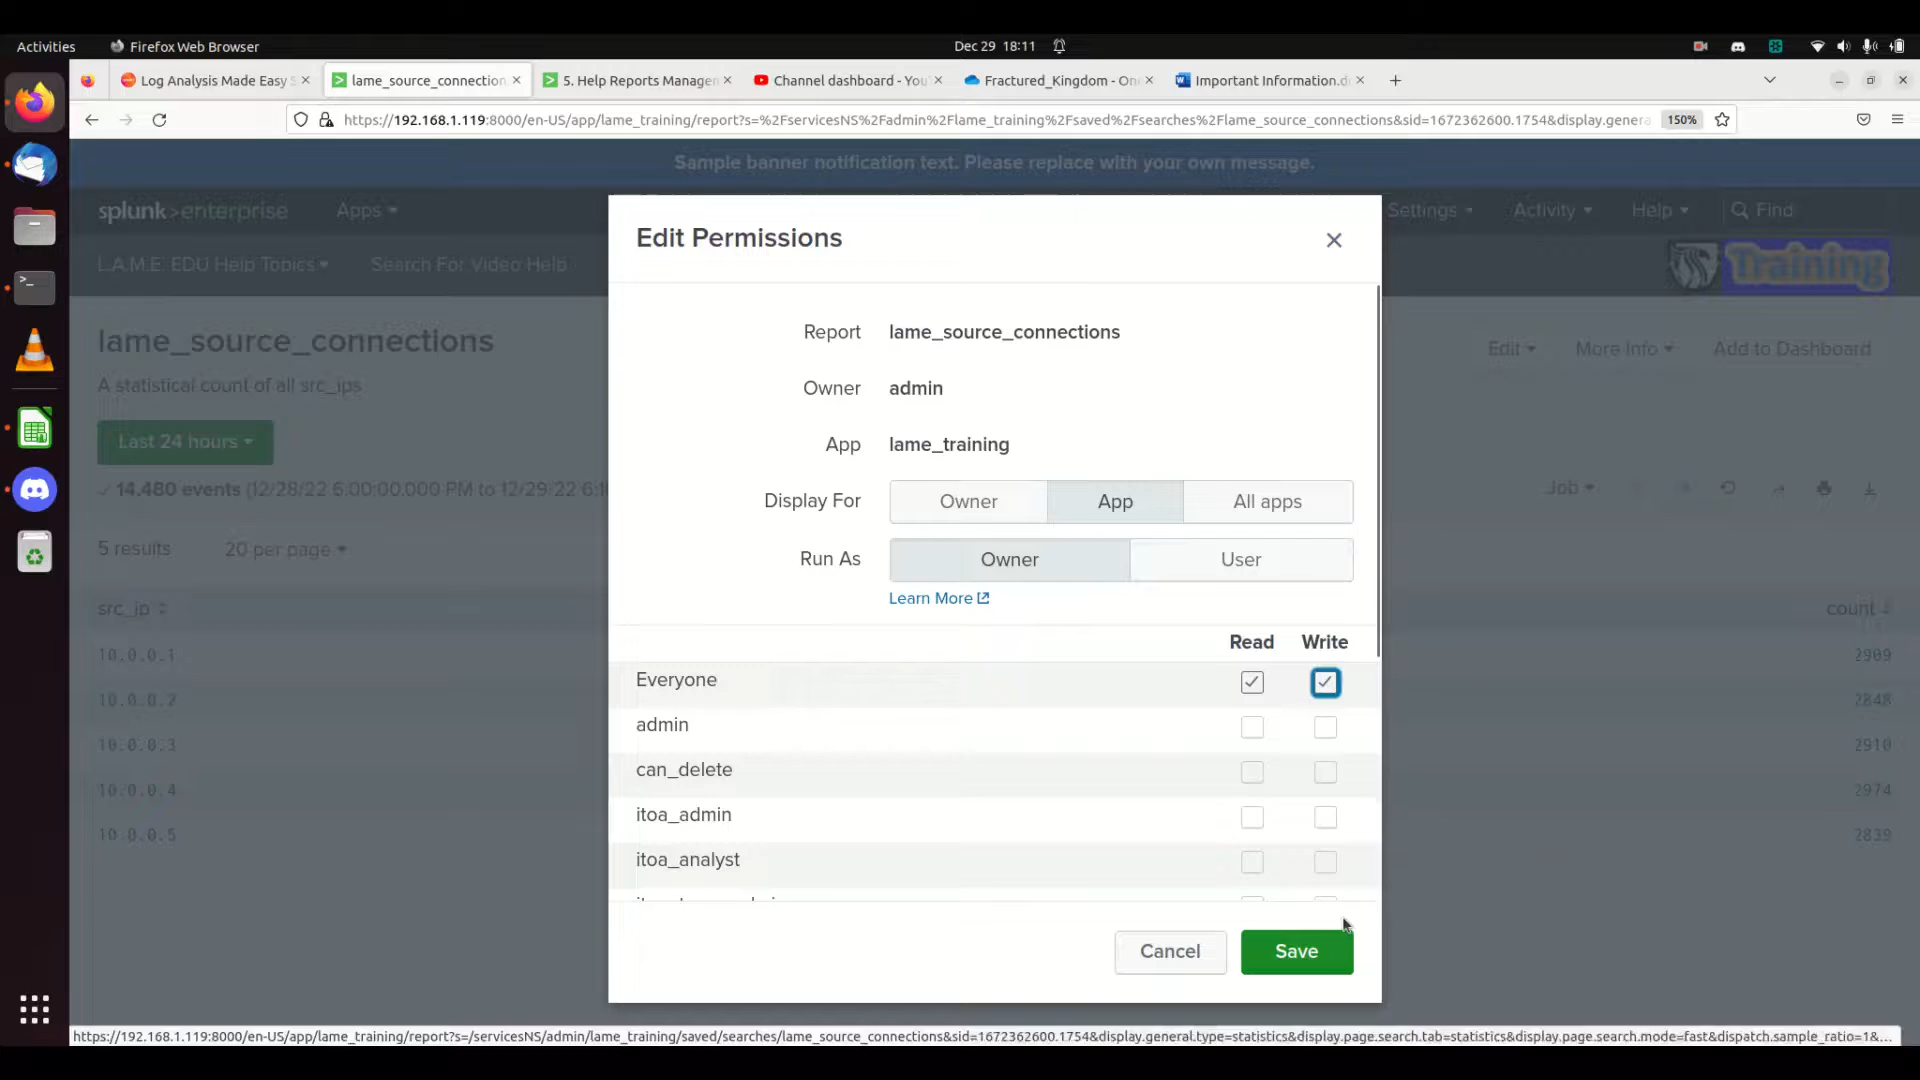 Activities Firefox Web Browser Dec 29 18:11
Log Analysis Made Easy lame_source_connection 5. Help Reports Manager Channel dashboard - You Fractured_Kingdom - On Important Information.d
https://192.168.1.119:8000/en-US/app/lame_training/report?s=%2FservicesNS%2Fadmin%2Flame_training%2Fsaved%2Fsearches%2Flame_source_connections&sid=1672362600.1754&display.genera 150%
Sample banner notification text. Please replace with your own message.
splunk>enterprise Apps Settings Activity Help Find
L.A.M.E. EDU Help Topics Search For Video Help Training
Edit Permissions
lame_source_connections Edit More Info Add to Dashboard
A statistical count of all src_ips
Report lame_source_connections
Owner admin
App lame_training
Last 24 hours
14,480 events (12/28/22 6:00:00.000 PM to 12/29/22 6:1 Job
Display For Owner App All apps
5 results 20 per page
Run As Owner User
Learn More
src_ip count
Read Write
10.0.0.1 2909
Everyone
10.0.0.2 2848
admin
10.0.0.3 2910
can_delete
10.0.0.4 2974
itoa_admin
10.0.0.5 2839
itoa_analyst
Cancel Save
https://192.168.1.119:8000/en-US/app/lame_training/report?s=/servicesNS/admin/lame_training/saved/searches/lame_source_connections&sid=1672362600.1754&display.general.type=statistics&display.page.search.tab=statistics&display.page.search.mode=fast&dispatch.sample_ratio=1&...